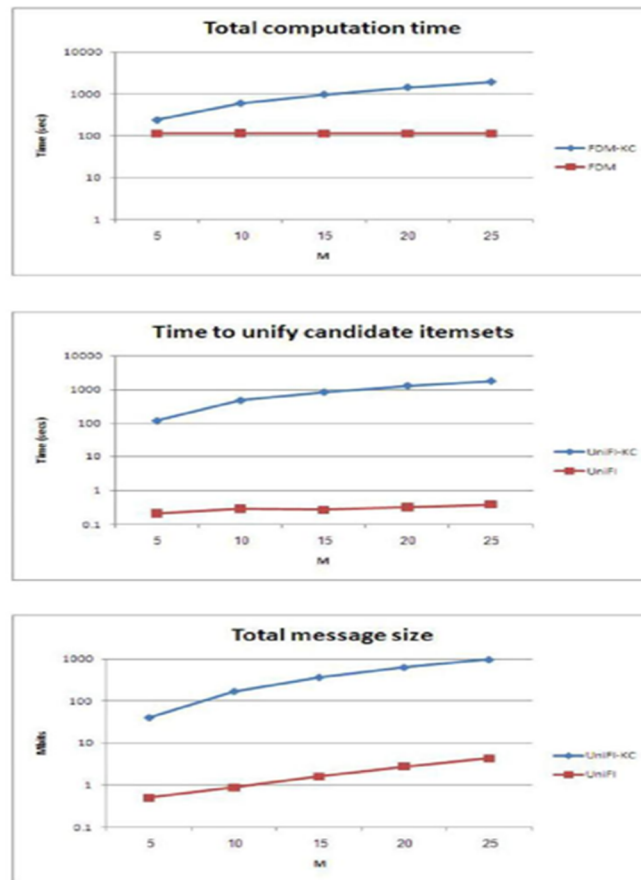 Total computation time
10000
1000
100
10
1
Time (sec)
5 10 15 20 25
M
FDM-KC
FDM
Time to unify candidate itemsets
10000
1000
100
10
1
0.1
Time (secs)
5 10 15 20 25
M
UniFI-KC
UniFI
Total message size
1000
100
10
1
0.1
Mbits
5 10 15 20 25
M
UniFI-KC
UniFI